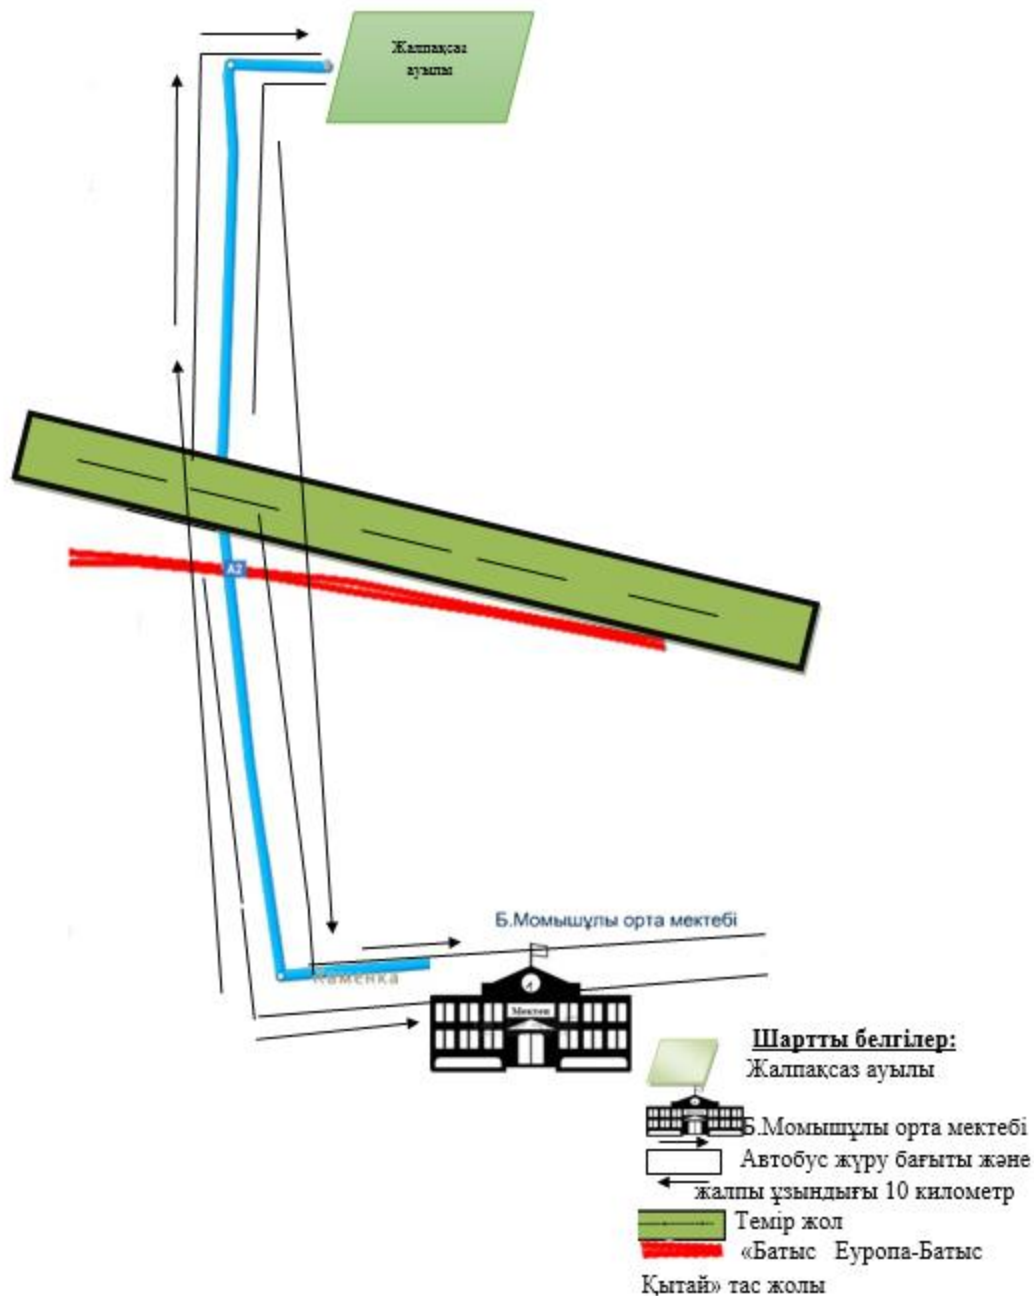 Жалпақсаз
ауылы
А2
Б.Момышұлы орта мектебі
Каменка
Мектеп
Шартты белгілер:
Жалпақсаз ауылы
Б.Момышұлы орта мектебі
Автобус жүру бағыты және
жалпы ұзындығы 10 километр
Темір жол
«Батыс Еуропа-Батыс
Қытай» тас жолы